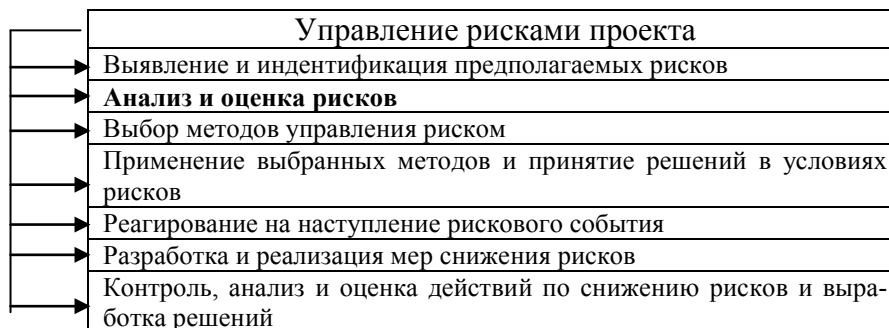 Управление рисками проекта
Выявление и индентификация предполагаемых рисков
Анализ и оценка рисков
Выбор методов управления риском
Применение выбранных методов и принятие решений в условиях
рисков
Реагирование на наступление рискового события
Разработка и реализация мер снижения рисков
Контроль, анализ и оценка действий по снижению рисков и выра-
ботка решений